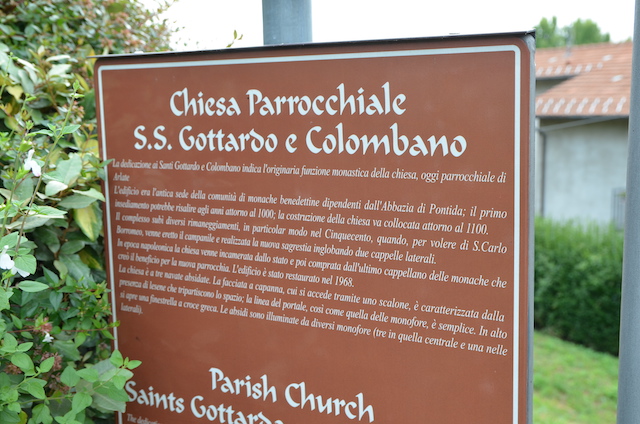 Chiesa Parrocchiale
S.S. Gottardo e Colombano
La dedicazione ai Santi Gottardo e Colombano indica l'originaria funzione monastica della chiesa, oggi parrocchiale di
Arlate
L'edificio era l'antica sede della comunità di monache benedettine dipendenti dall'Abbazia di Pontida; il primo
insediamento potrebbe risalire agli anni attorno al 1000; la costruzione della chiesa va collocata attorno al 1100.
Il complesso subì diversi rimaneggiamenti, in particolar modo nel Cinquecento, quando, per volere di S.Carlo
Borromeo, venne eretto il campanile e realizzata la nuova sagrestia inglobando due cappelle laterali.
In epoca napoleonica la chiesa venne incamerata dallo stato e poi comprata dall'ultimo cappellano delle monache che
creò il beneficio per la nuova parrocchia. L'edificio è stato restaurato nel 1968.
La chiesa è a tre navate absidate. La facciata a capanna, cui si accede tramite uno scalone, è caratterizzata dalla
presenza di lesene che tripartiscono lo spazio; la linea del portale, così come quella delle monofore, è semplice. In alto
si apre una finestrella a croce greca. Le absidi sono illuminate da diversi monofore (tre in quella centrale e una nelle
laterali).
Parish Church
Saints Gottardo
The